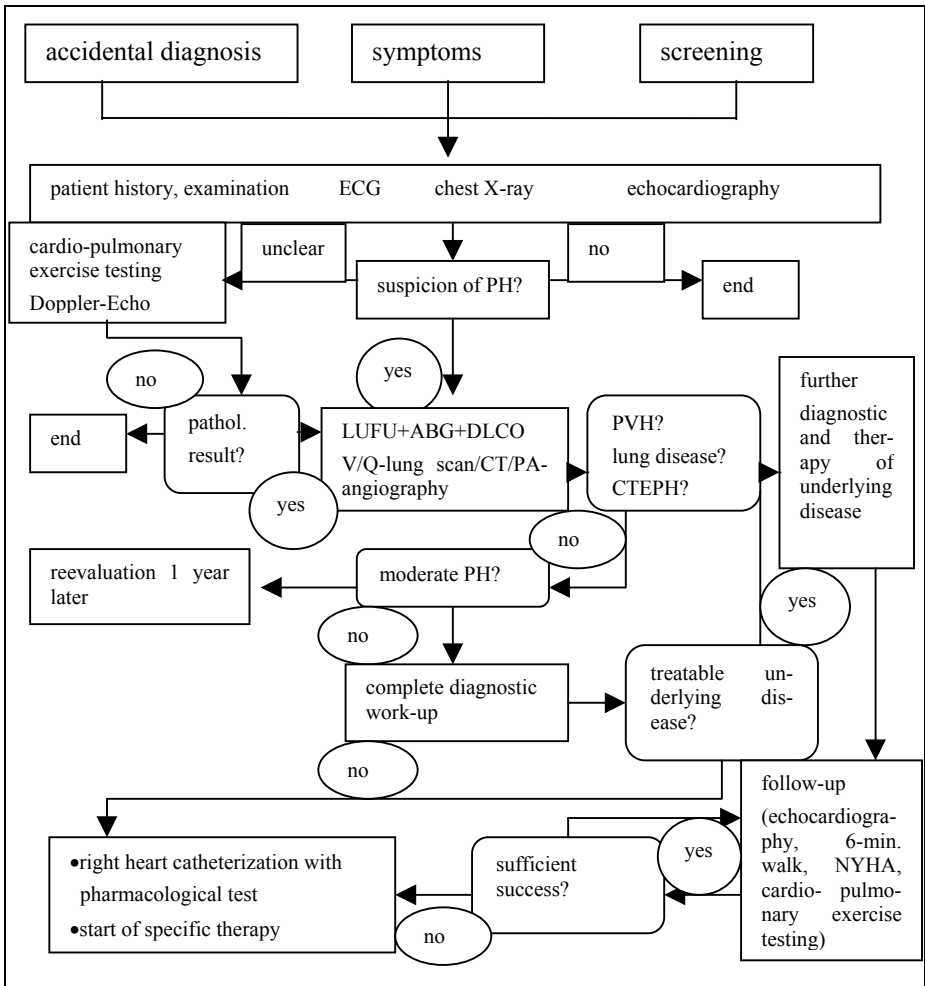 accidental diagnosis
symptoms
screening
patient history, examination ECG chest X-ray echocardiography
cardio-pulmonary
exercise testing
Doppler-Echo
unclear
suspicion of PH?
no
end
no
yes
further
diagnostic
and ther-
apy of
underlying
disease
end
pathol.
result?
yes
LUFU+ABG+DLCO
V/Q-lung scan/CT/PA-
angiography
PVH?
lung disease?
CTEPH?
no
reevaluation 1 year
later
moderate PH?
yes
no
complete diagnostic
work-up
treatable un-
derlying dis-
ease?
no
follow-up
(echocardiogra-
phy, 6-min.
walk, NYHA,
cardio- pulmo-
nary exercise
testing)
•right heart catheterization with
pharmacological test
•start of specific therapy
sufficient
success?
yes
no